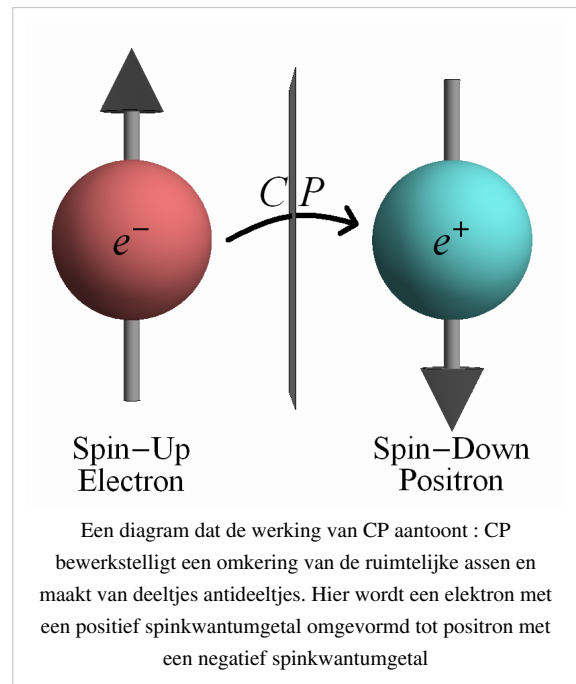 C P
e⁻
e⁺
Spin−Up
Electron
Spin−Down
Positron
Een diagram dat de werking van CP aantoont : CP
bewerkstelligt een omkering van de ruimtelijke assen en
maakt van deeltjes antideeltjes. Hier wordt een elektron met
een positief spinkwantumgetal omgevormd tot positron met
een negatief spinkwantumgetal